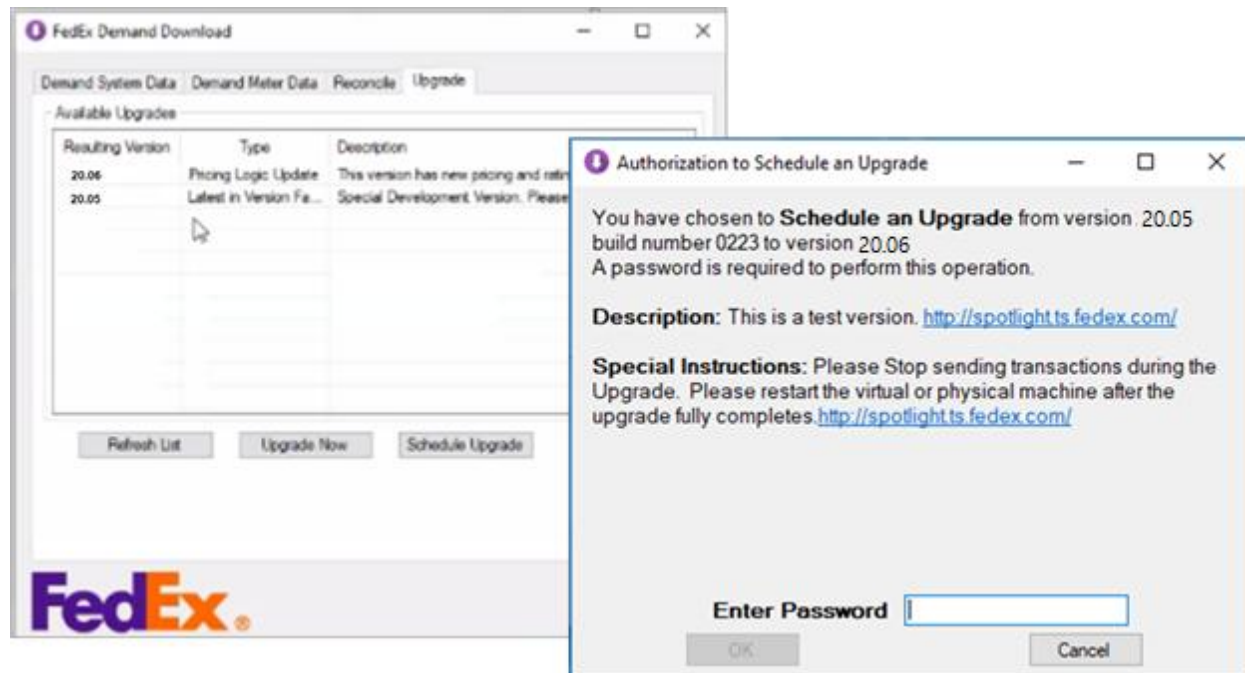 FedEx Demand Download
Demand System Data Demand Meter Data Reconcile Upgrade
Available Upgrades
Resulting Version Type Description
20.06 Pricing Logic Update This version has new pricing and ratin
20.05 Latest in Version Fa... Special Development Version. Please
Refresh List Upgrade Now Schedule Upgrade
FedEx®
Authorization to Schedule an Upgrade
You have chosen to Schedule an Upgrade from version 20.05
build number 0223 to version 20.06
A password is required to perform this operation.
Description: This is a test version. http://spotlight.ts.fedex.com/
Special Instructions: Please Stop sending transactions during the
Upgrade. Please restart the virtual or physical machine after the
upgrade fully completes.http://spotlight.ts.fedex.com/
Enter Password
OK Cancel